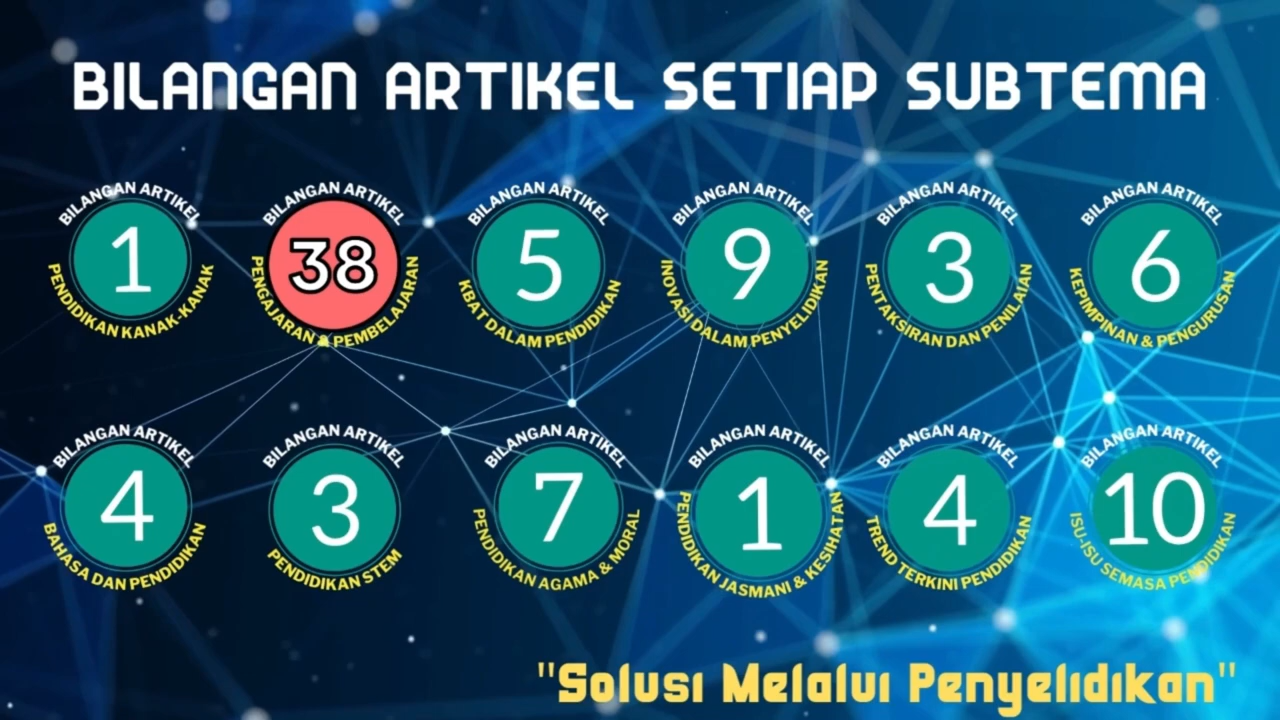 BILANGAN ARTIKEL SETIAP SUBTEMA
BILANGAN ARTIKEL
1
PENDIDIKAN KANAK-KANAK
BILANGAN ARTIKEL
38
PENGAJARAN & PEMBELAJARAN
BILANGAN ARTIKEL
5
KBAT DALAM PENDIDIKAN
BILANGAN ARTIKEL
9
INOVASI DALAM PENYELIDIKAN
BILANGAN ARTIKEL
3
PENTAKSIRAN DAN PENILAIAN
BILANGAN ARTIKEL
6
KEPIMPINAN & PENGURUSAN
BILANGAN ARTIKEL
4
BAHASA DAN PENDIDIKAN
BILANGAN ARTIKEL
3
PENDIDIKAN STEM
BILANGAN ARTIKEL
7
PENDIDIKAN AGAMA & MORAL
BILANGAN ARTIKEL
1
PENDIDIKAN JASMANI & KESIHATAN
BILANGAN ARTIKEL
4
TREND TERKINI PENDIDIKAN
BILANGAN ARTIKEL
10
ISU-ISU SEMASA PENDIDIKAN
"Solusi Melalui Penyelidikan"